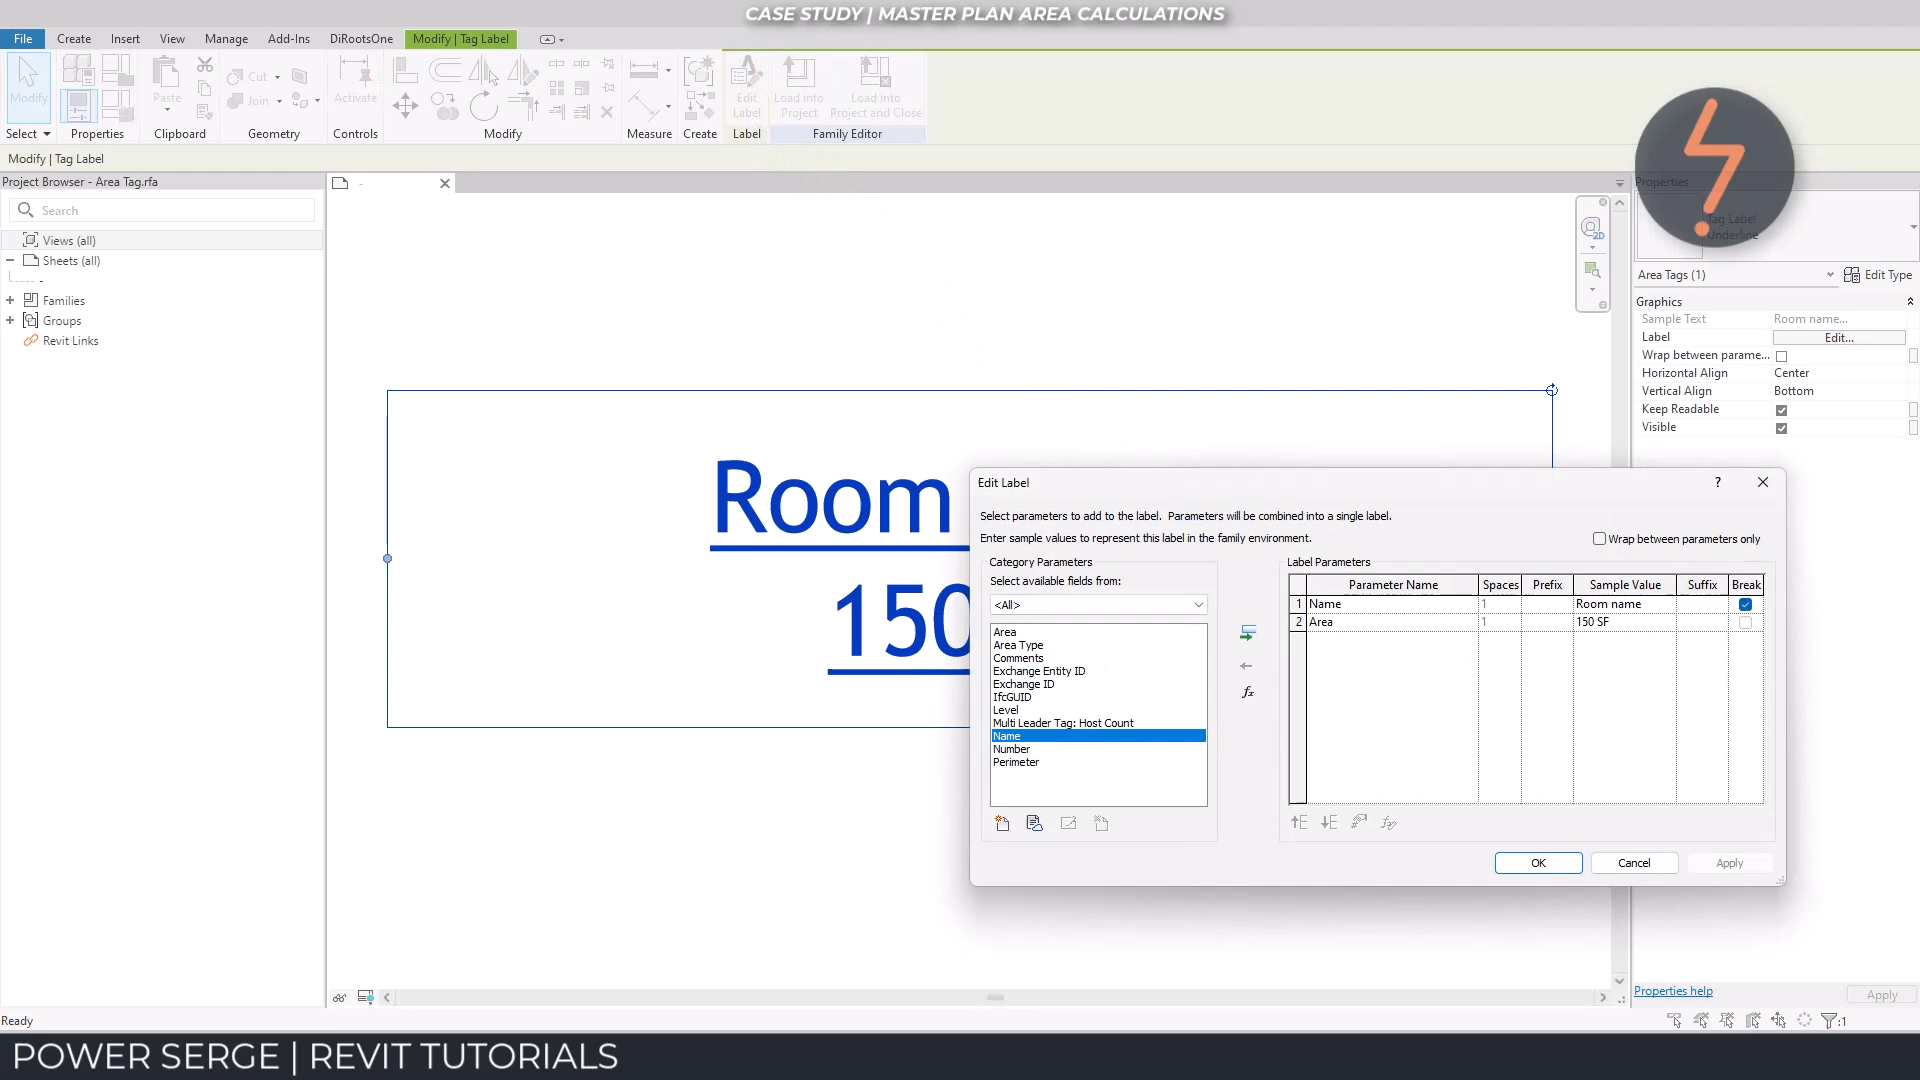 CASE STUDY | MASTER PLAN AREA CALCULATIONS
File Create Insert View Manage Add-Ins DiRootsOne Modify | Tag Label
Modify Paste Cut Join Activate Edit Label Load into Project Load into Project and Close
Select Properties Clipboard Geometry Controls Modify Measure Create Label Family Editor
Modify | Tag Label
Project Browser - Area Tag.rfa
Search
Views (all)
Sheets (all)
-
Families
Groups
Revit Links
-
2D
Room
150
Properties
Tag Label
Underline
Area Tags (1) Edit Type
Graphics
Sample Text Room name...
Label Edit...
Wrap between parame...
Horizontal Align Center
Vertical Align Bottom
Keep Readable
Visible
Edit Label ?
Select parameters to add to the label. Parameters will be combined into a single label.
Enter sample values to represent this label in the family environment.
Wrap between parameters only
Category Parameters
Select available fields from:
<All>
Area
Area Type
Comments
Exchange Entity ID
Exchange ID
IfcGUID
Level
Multi Leader Tag: Host Count
Name
Number
Perimeter
fx
Label Parameters
Parameter Name Spaces Prefix Sample Value Suffix Break
1 Name 1 Room name
2 Area 1 150 SF
OK Cancel Apply
Properties help Apply
Ready
:1
POWER SERGE | REVIT TUTORIALS